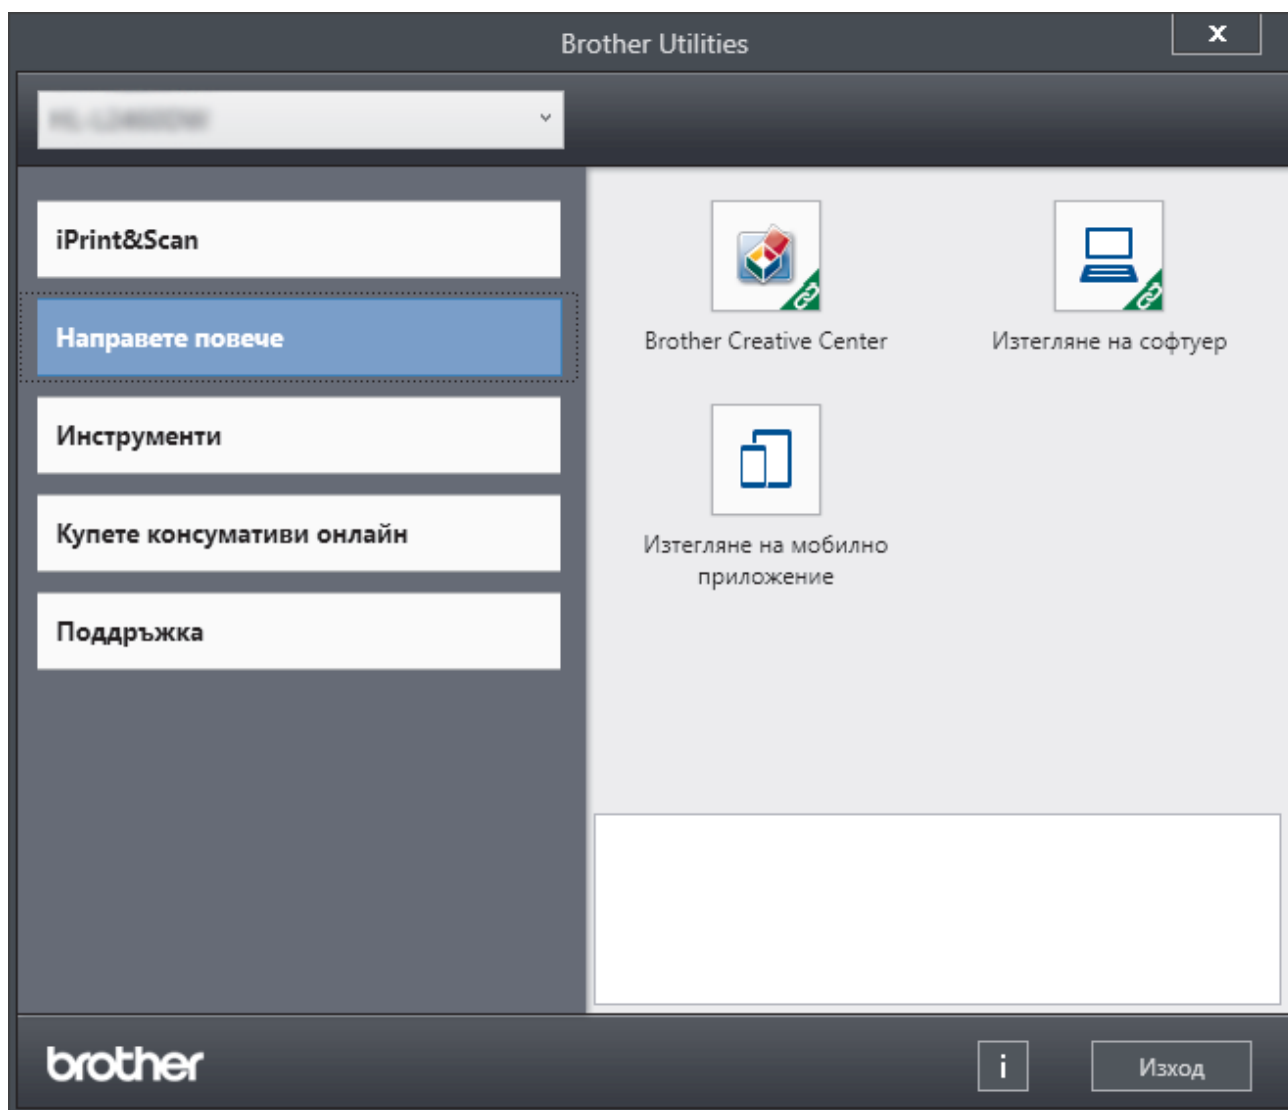 Brother Utilities
x
iPrint&Scan
Направете повече
Инструменти
Купете консумативи онлайн
Поддръжка
Brother Creative Center
Изтегляне на софтуер
Изтегляне на мобилно
приложение
brother
i
Изход